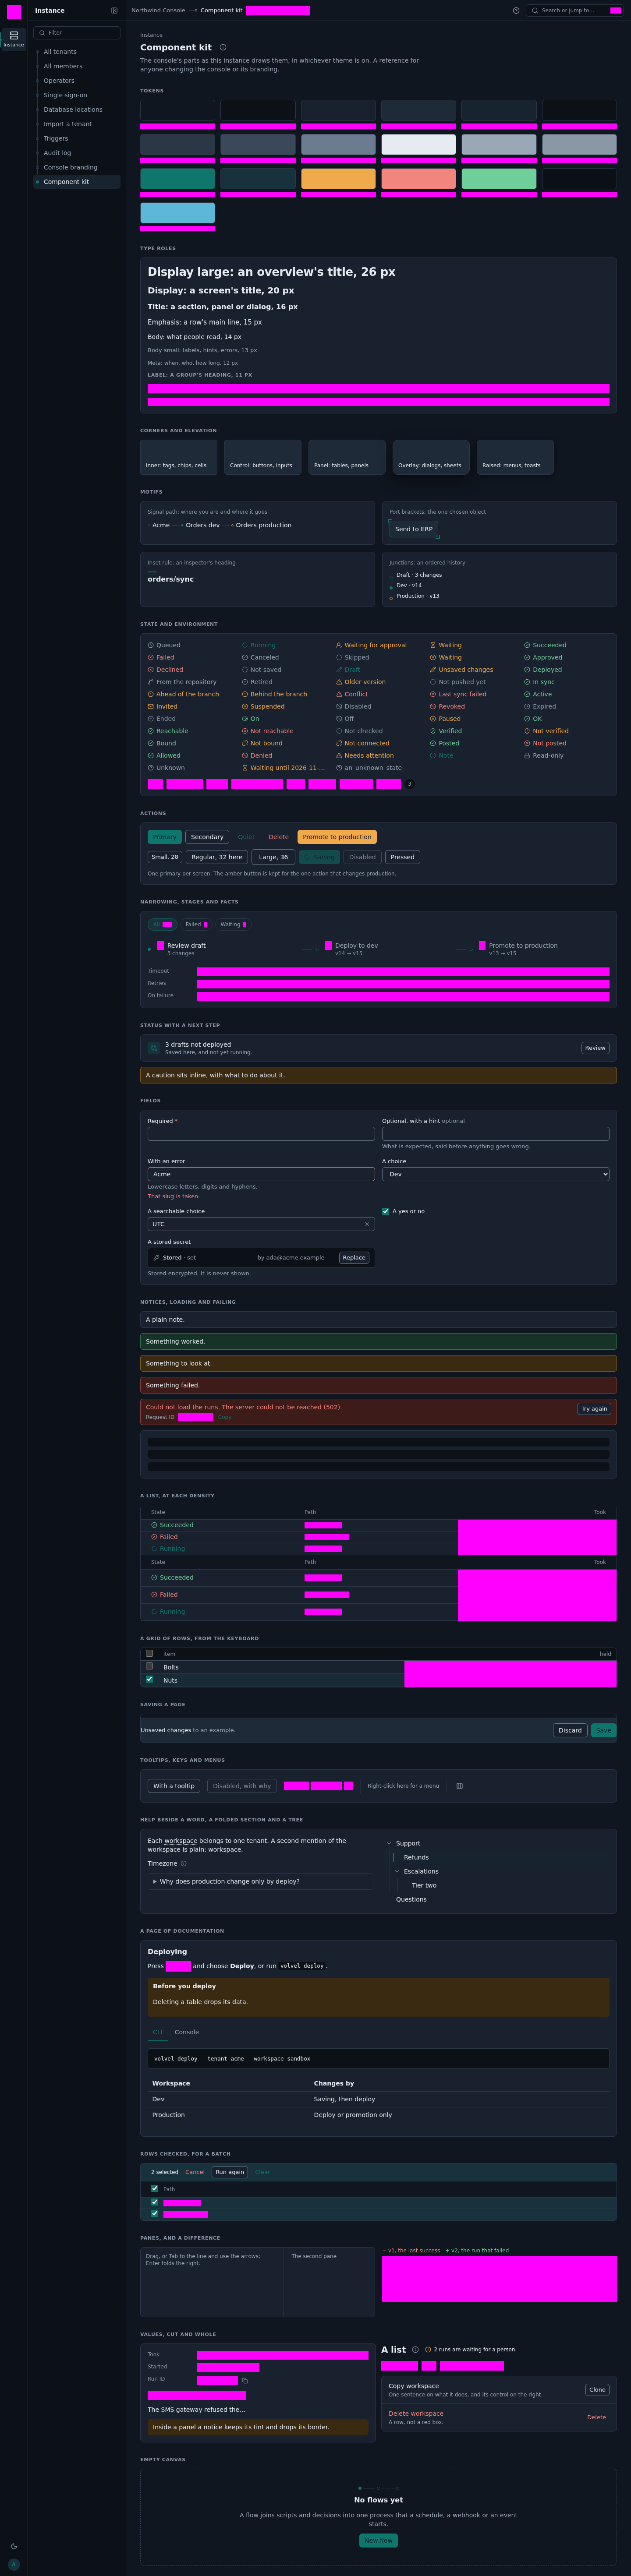 Instance
Northwind Console
Component kit
Search or jump to...
Instance
Filter
All tenants
All members
Operators
Single sign-on
Database locations
Import a tenant
Triggers
Audit log
Console branding
Component kit
Instance
Component kit
The console's parts as this instance draws them, in whichever theme is on. A reference for
anyone changing the console or its branding.
TOKENS
TYPE ROLES
Display large: an overview's title, 26 px
Display: a screen's title, 20 px
Title: a section, panel or dialog, 16 px
Emphasis: a row's main line, 15 px
Body: what people read, 14 px
Body small: labels, hints, errors, 13 px
Meta: when, who, how long, 12 px
LABEL: A GROUP'S HEADING, 11 PX
CORNERS AND ELEVATION
Inner: tags, chips, cells
Control: buttons, inputs
Panel: tables, panels
Overlay: dialogs, sheets
Raised: menus, toasts
MOTIFS
Signal path: where you are and where it goes
Acme
Orders dev
Orders production
Port brackets: the one chosen object
Send to ERP
Inset rule: an inspector's heading
orders/sync
Junctions: an ordered history
Draft · 3 changes
Dev · v14
Production · v13
STATE AND ENVIRONMENT
Queued
Running
Waiting for approval
Waiting
Succeeded
Failed
Canceled
Skipped
Waiting
Approved
Declined
Not saved
Draft
Unsaved changes
Deployed
From the repository
Retired
Older version
Not pushed yet
In sync
Ahead of the branch
Behind the branch
Conflict
Last sync failed
Active
Invited
Suspended
Disabled
Revoked
Expired
Ended
On
Off
Paused
OK
Reachable
Not reachable
Not checked
Verified
Not verified
Bound
Not bound
Not connected
Posted
Not posted
Allowed
Denied
Needs attention
Note
Read-only
Unknown
Waiting until 2026-11-...
an_unknown_state
3
ACTIONS
Primary
Secondary
Quiet
Delete
Promote to production
Small, 28
Regular, 32 here
Large, 36
Saving
Disabled
Pressed
One primary per screen. The amber button is kept for the one action that changes production.
NARROWING, STAGES AND FACTS
All
Failed
Waiting
Review draft
3 changes
Deploy to dev
v14 → v15
Promote to production
v13 → v15
Timeout
Retries
On failure
STATUS WITH A NEXT STEP
3 drafts not deployed
Saved here, and not yet running.
Review
A caution sits inline, with what to do about it.
FIELDS
Required *
Optional, with a hint optional
What is expected, said before anything goes wrong.
With an error
Acme
Lowercase letters, digits and hyphens.
That slug is taken.
A choice
Dev
A searchable choice
UTC
A yes or no
A stored secret
Stored · set
by ada@acme.example
Replace
Stored encrypted. It is never shown.
NOTICES, LOADING AND FAILING
A plain note.
Something worked.
Something to look at.
Something failed.
Could not load the runs. The server could not be reached (502).
Request ID
Copy
Try again
A LIST, AT EACH DENSITY
State
Path
Took
Succeeded
Failed
Running
State
Path
Took
Succeeded
Failed
Running
A GRID OF ROWS, FROM THE KEYBOARD
item
held
Bolts
Nuts
SAVING A PAGE
Unsaved changes to an example.
Discard
Save
TOOLTIPS, KEYS AND MENUS
With a tooltip
Disabled, with why
Right-click here for a menu
HELP BESIDE A WORD, A FOLDED SECTION AND A TREE
Each workspace belongs to one tenant. A second mention of the
workspace is plain: workspace.
Timezone
Why does production change only by deploy?
Support
Refunds
Escalations
Tier two
Questions
A PAGE OF DOCUMENTATION
Deploying
Press
and choose Deploy, or run volvel deploy.
Before you deploy
Deleting a table drops its data.
CLI
Console
volvel deploy --tenant acme --workspace sandbox
Workspace
Changes by
Dev
Saving, then deploy
Production
Deploy or promotion only
ROWS CHECKED, FOR A BATCH
2 selected
Cancel
Run again
Clear
Path
PANES, AND A DIFFERENCE
Drag, or Tab to the line and use the arrows;
Enter folds the right.
The second pane
− v1, the last success
+ v2, the run that failed
VALUES, CUT AND WHOLE
Took
Started
Run ID
The SMS gateway refused the...
Inside a panel a notice keeps its tint and drops its border.
A list
2 runs are waiting for a person.
Copy workspace
One sentence on what it does, and its control on the right.
Clone
Delete workspace
A row, not a red box.
Delete
EMPTY CANVAS
No flows yet
A flow joins scripts and decisions into one process that a schedule, a webhook or an event
starts.
New flow